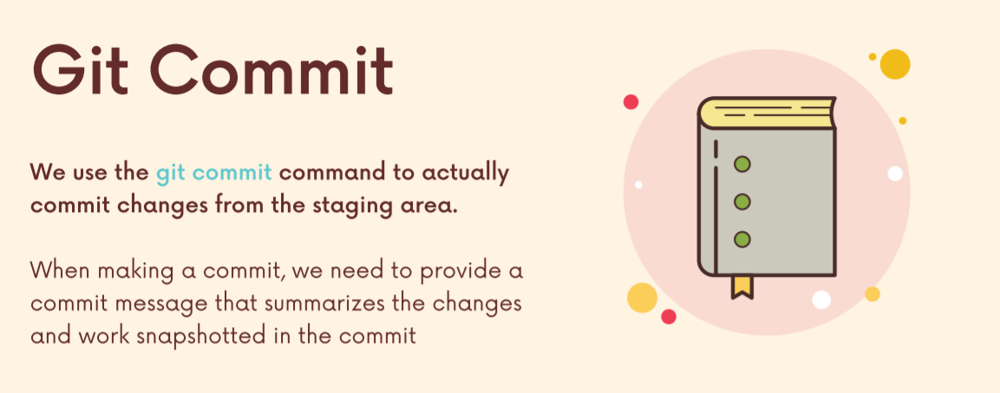 Git Commit
We use the git commit command to actually
commit changes from the staging area.
When making a commit, we need to provide a
commit message that summarizes the changes
and work snapshotted in the commit